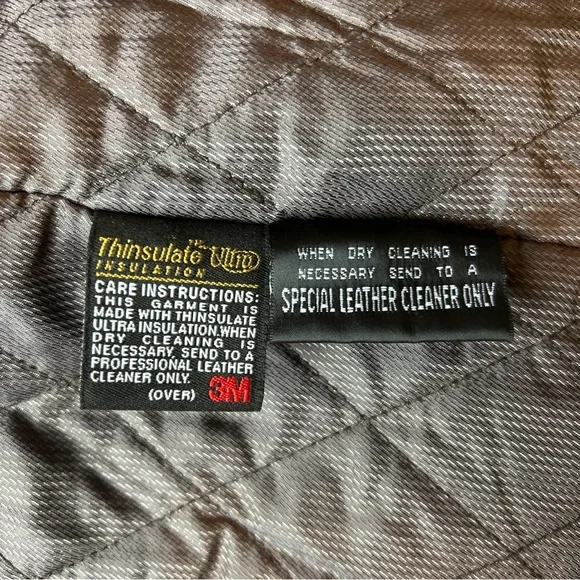 Thinsulate™ Ultra
INSULATION
CARE INSTRUCTIONS:
THIS GARMENT IS
MADE WITH THINSULATE
ULTRA INSULATION.WHEN
DRY CLEANING IS
NECESSARY, SEND TO A
PROFESSIONAL LEATHER
CLEANER ONLY.
(OVER) 3M
WHEN DRY CLEANING IS
NECESSARY SEND TO A
SPECIAL LEATHER CLEANER ONLY